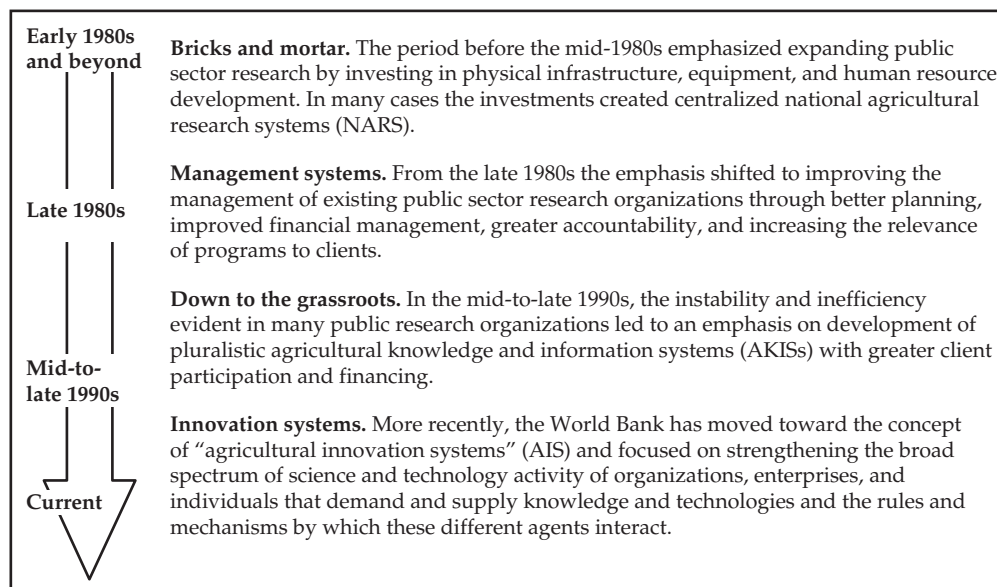 Early 1980s
and beyond
Bricks and mortar. The period before the mid-1980s emphasized expanding public
sector research by investing in physical infrastructure, equipment, and human resource
development. In many cases the investments created centralized national agricultural
research systems (NARS).
Late 1980s
Management systems. From the late 1980s the emphasis shifted to improving the
management of existing public sector research organizations through better planning,
improved financial management, greater accountability, and increasing the relevance
of programs to clients.
Mid-to-
late 1990s
Down to the grassroots. In the mid-to-late 1990s, the instability and inefficiency
evident in many public research organizations led to an emphasis on development of
pluralistic agricultural knowledge and information systems (AKISs) with greater client
participation and financing.
Current
Innovation systems. More recently, the World Bank has moved toward the concept
of “agricultural innovation systems” (AIS) and focused on strengthening the broad
spectrum of science and technology activity of organizations, enterprises, and
individuals that demand and supply knowledge and technologies and the rules and
mechanisms by which these different agents interact.